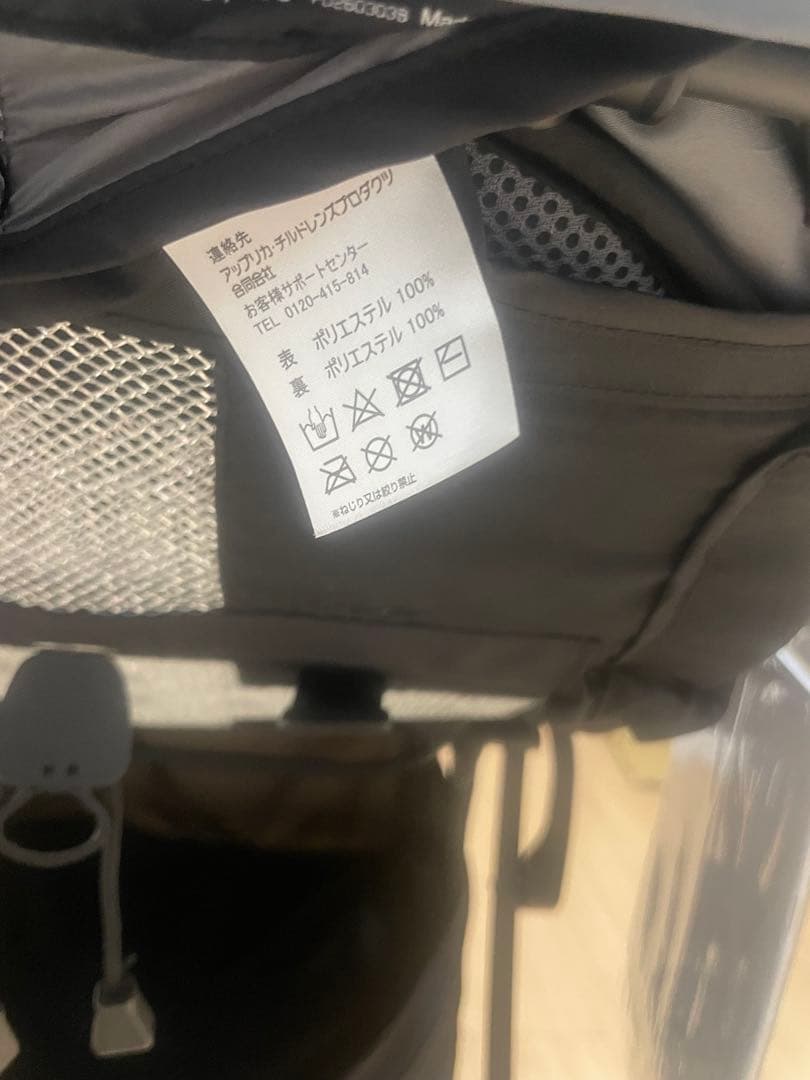 連絡先
アップリカ・チルドレンズプロダクツ
合同会社
お客様サポートセンター
TEL 0120-415-814
表 ポリエステル 100%
裏 ポリエステル 100%
※ねじり又は絞り禁止